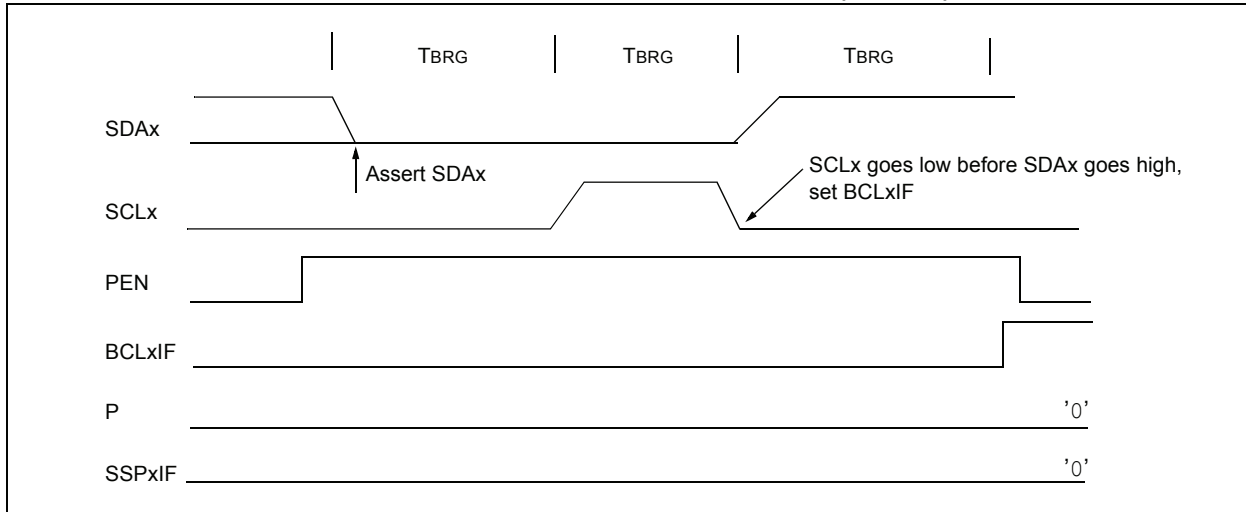 TBRG TBRG TBRG
SDAx
Assert SDAx
SCLx goes low before SDAx goes high,
set BCLxIF
SCLx
PEN
BCLxIF
P '0'
SSPxIF '0'